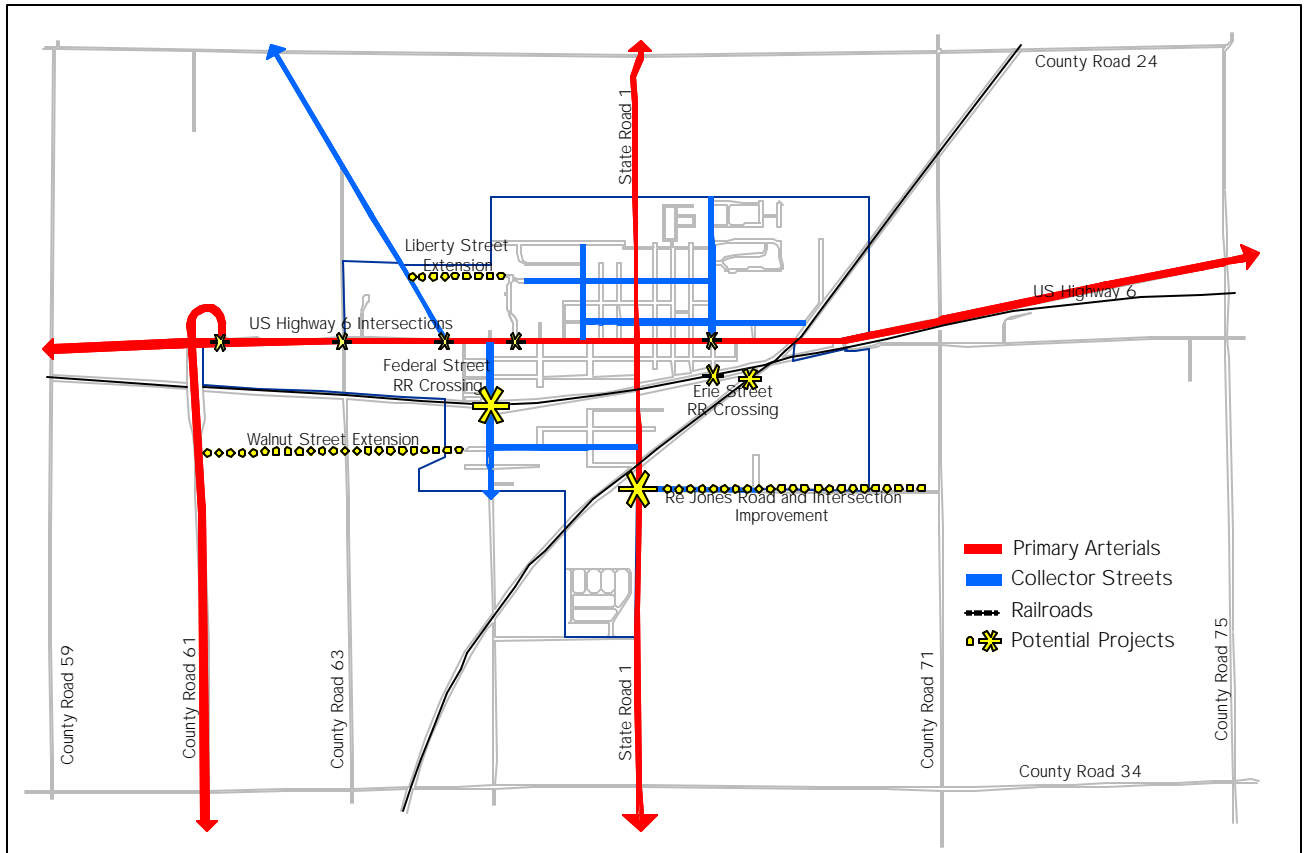 County Road 24
State Road 1
Liberty Street
Extension
US Highway 6
US Highway 6 Intersections
Federal Street
RR Crossing
Erie Street
RR Crossing
Walnut Street Extension
Re Jones Road and Intersection
Improvement
Primary Arterials
Collector Streets
Railroads
Potential Projects
County Road 59
County Road 61
County Road 63
State Road 1
County Road 71
County Road 75
County Road 34